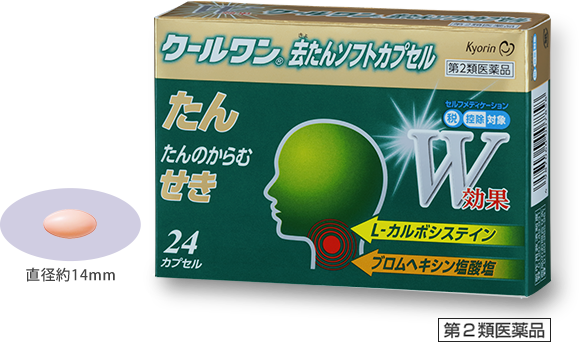 クールワン® 去たんソフトカプセル
Kyorin
第2類医薬品
セルフメディケーション
税 控除 対象
たん
たんのからむ
せき
W
効果
L-カルボシステイン
ブロムヘキシン塩酸塩
24
カプセル
直径約14mm
第2類医薬品